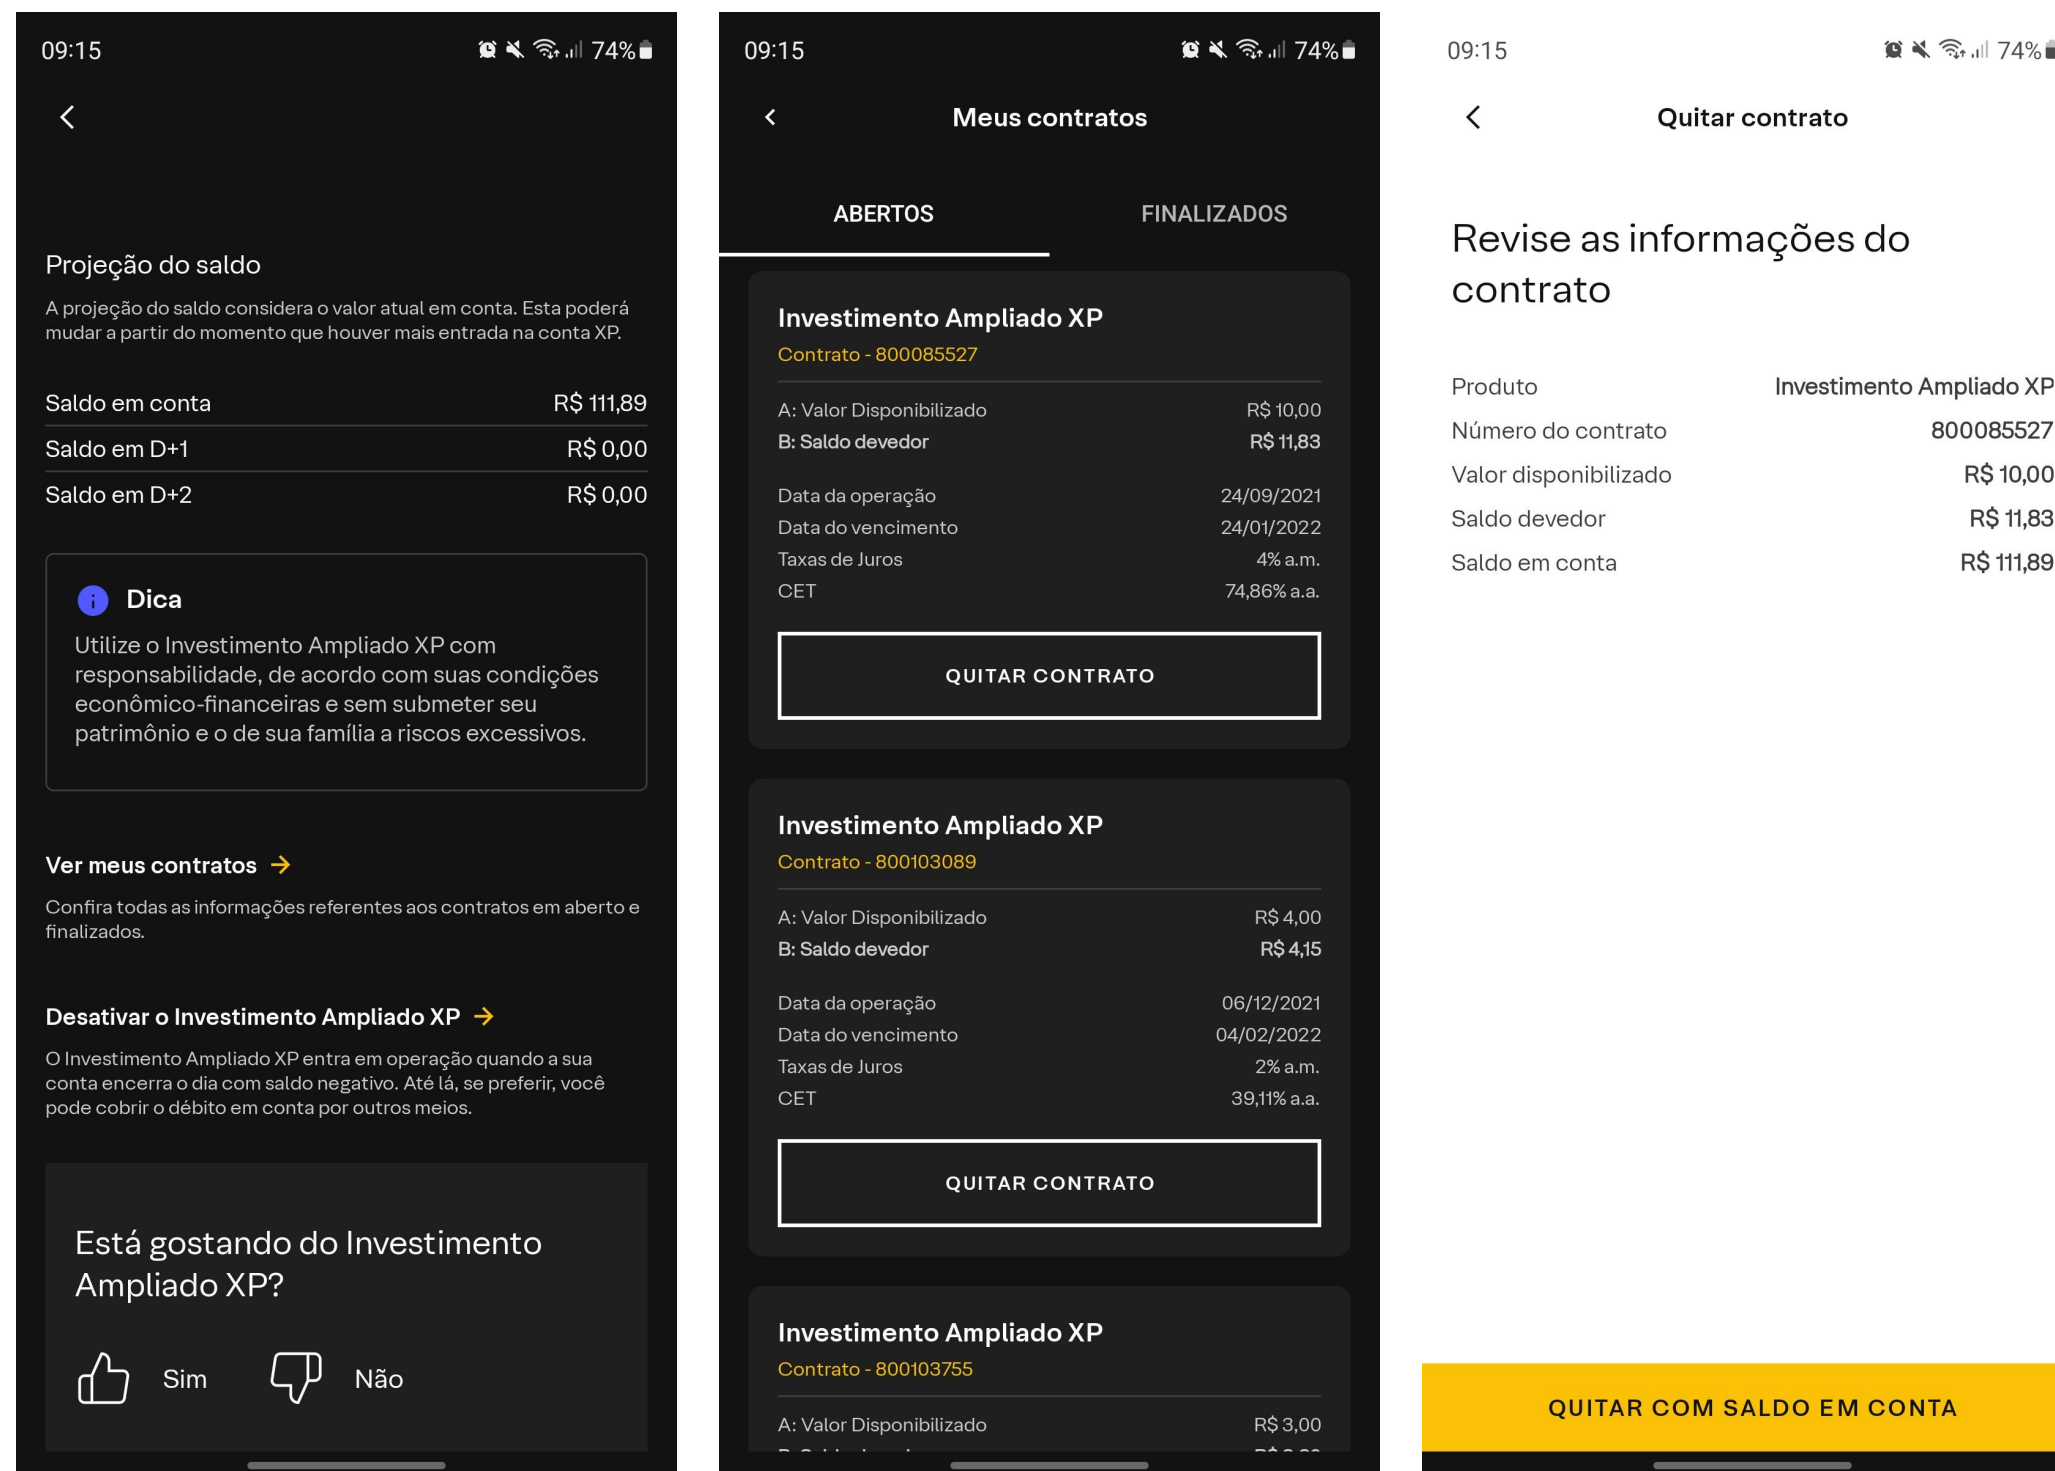 09:15
74%
Projeção do saldo
A projeção do saldo considera o valor atual em conta. Esta poderá
mudar a partir do momento que houver mais entrada na conta XP.
Saldo em conta R$ 111,89
Saldo em D+1 R$ 0,00
Saldo em D+2 R$ 0,00
Dica
Utilize o Investimento Ampliado XP com
responsabilidade, de acordo com suas condições
econômico-financeiras e sem submeter seu
patrimônio e o de sua família a riscos excessivos.
Ver meus contratos
Confira todas as informações referentes aos contratos em aberto e
finalizados.
Desativar o Investimento Ampliado XP
O Investimento Ampliado XP entra em operação quando a sua
conta encerra o dia com saldo negativo. Até lá, se preferir, você
pode cobrir o débito em conta por outros meios.
Está gostando do Investimento
Ampliado XP?
Sim Não
09:15
74%
Meus contratos
ABERTOS FINALIZADOS
Investimento Ampliado XP
Contrato - 800085527
A: Valor Disponibilizado R$ 10,00
B: Saldo devedor R$ 11,83
Data da operação 24/09/2021
Data do vencimento 24/01/2022
Taxas de Juros 4% a.m.
CET 74,86% a.a.
QUITAR CONTRATO
Investimento Ampliado XP
Contrato - 800103089
A: Valor Disponibilizado R$ 4,00
B: Saldo devedor R$ 4,15
Data da operação 06/12/2021
Data do vencimento 04/02/2022
Taxas de Juros 2% a.m.
CET 39,11% a.a.
QUITAR CONTRATO
Investimento Ampliado XP
Contrato - 800103755
A: Valor Disponibilizado R$ 3,00
09:15
74%
Quitar contrato
Revise as informações do
contrato
Produto Investimento Ampliado XP
Número do contrato 800085527
Valor disponibilizado R$ 10,00
Saldo devedor R$ 11,83
Saldo em conta R$ 111,89
QUITAR COM SALDO EM CONTA